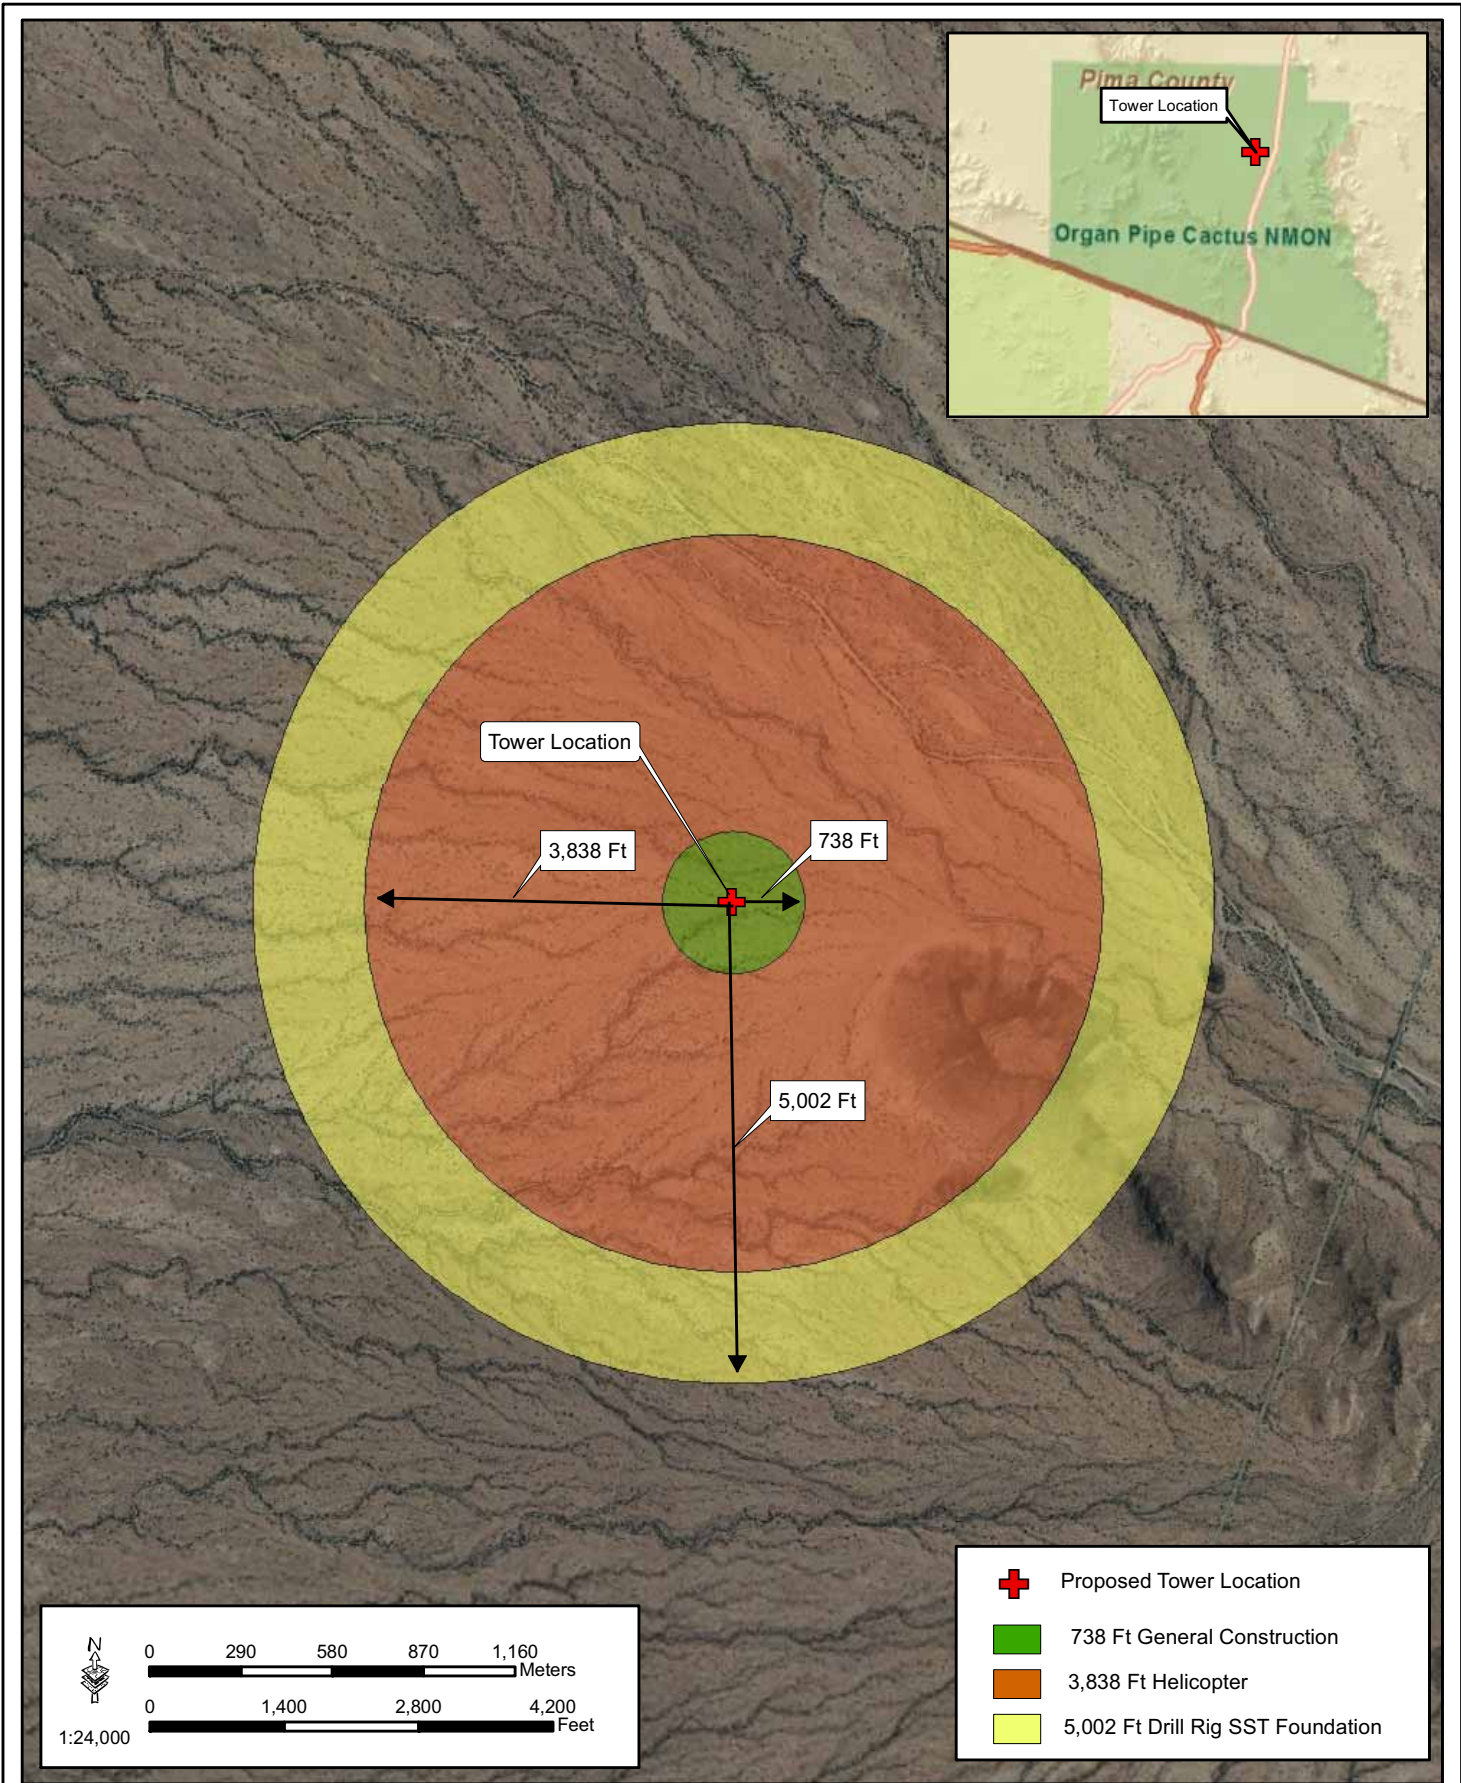 Pima County
Tower Location
Organ Pipe Cactus NMON
Tower Location
3,838 Ft
738 Ft
5,002 Ft
Proposed Tower Location
738 Ft General Construction
3,838 Ft Helicopter
5,002 Ft Drill Rig SST Foundation
N
0 290 580 870 1,160
Meters
0 1,400 2,800 4,200
Feet
1:24,000